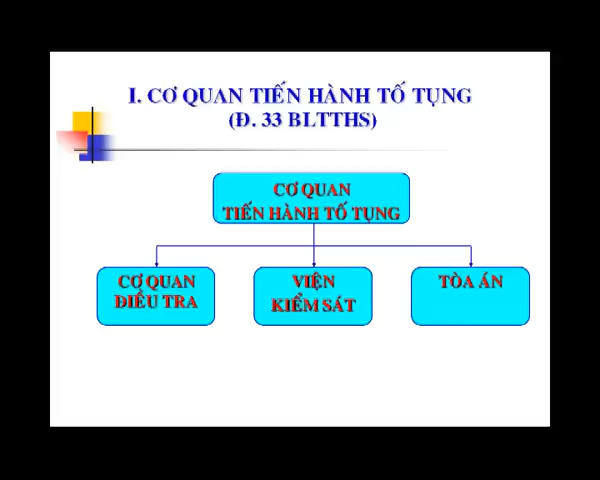 I. CƠ QUAN TIẾN HÀNH TỐ TỤNG
(Đ. 33 BLTTHS)
CƠ QUAN
TIẾN HÀNH TỐ TỤNG
CƠ QUAN
ĐIỀU TRA
VIỆN
KIỂM SÁT
TÒA ÁN